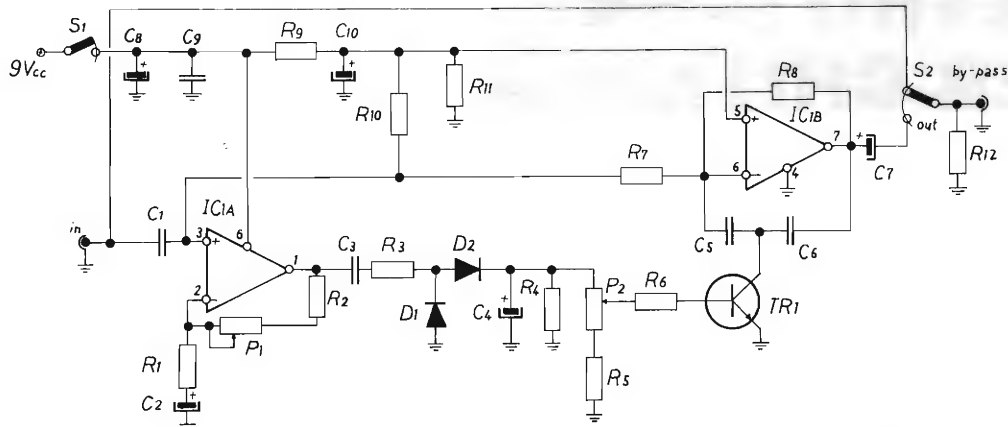 S1
9Vcc
C8
+
C9
R9
C10
+
R10
R11
R8
IC1B
5
+
6
−
4
7
+
C7
S2
by-pass
out
R12
R7
C5
C6
in
C1
IC1A
3
+
6
2
−
1
C3
R3
D2
R2
P1
D1
+
C4
R4
P2
R6
TR1
R1
+
C2
R5